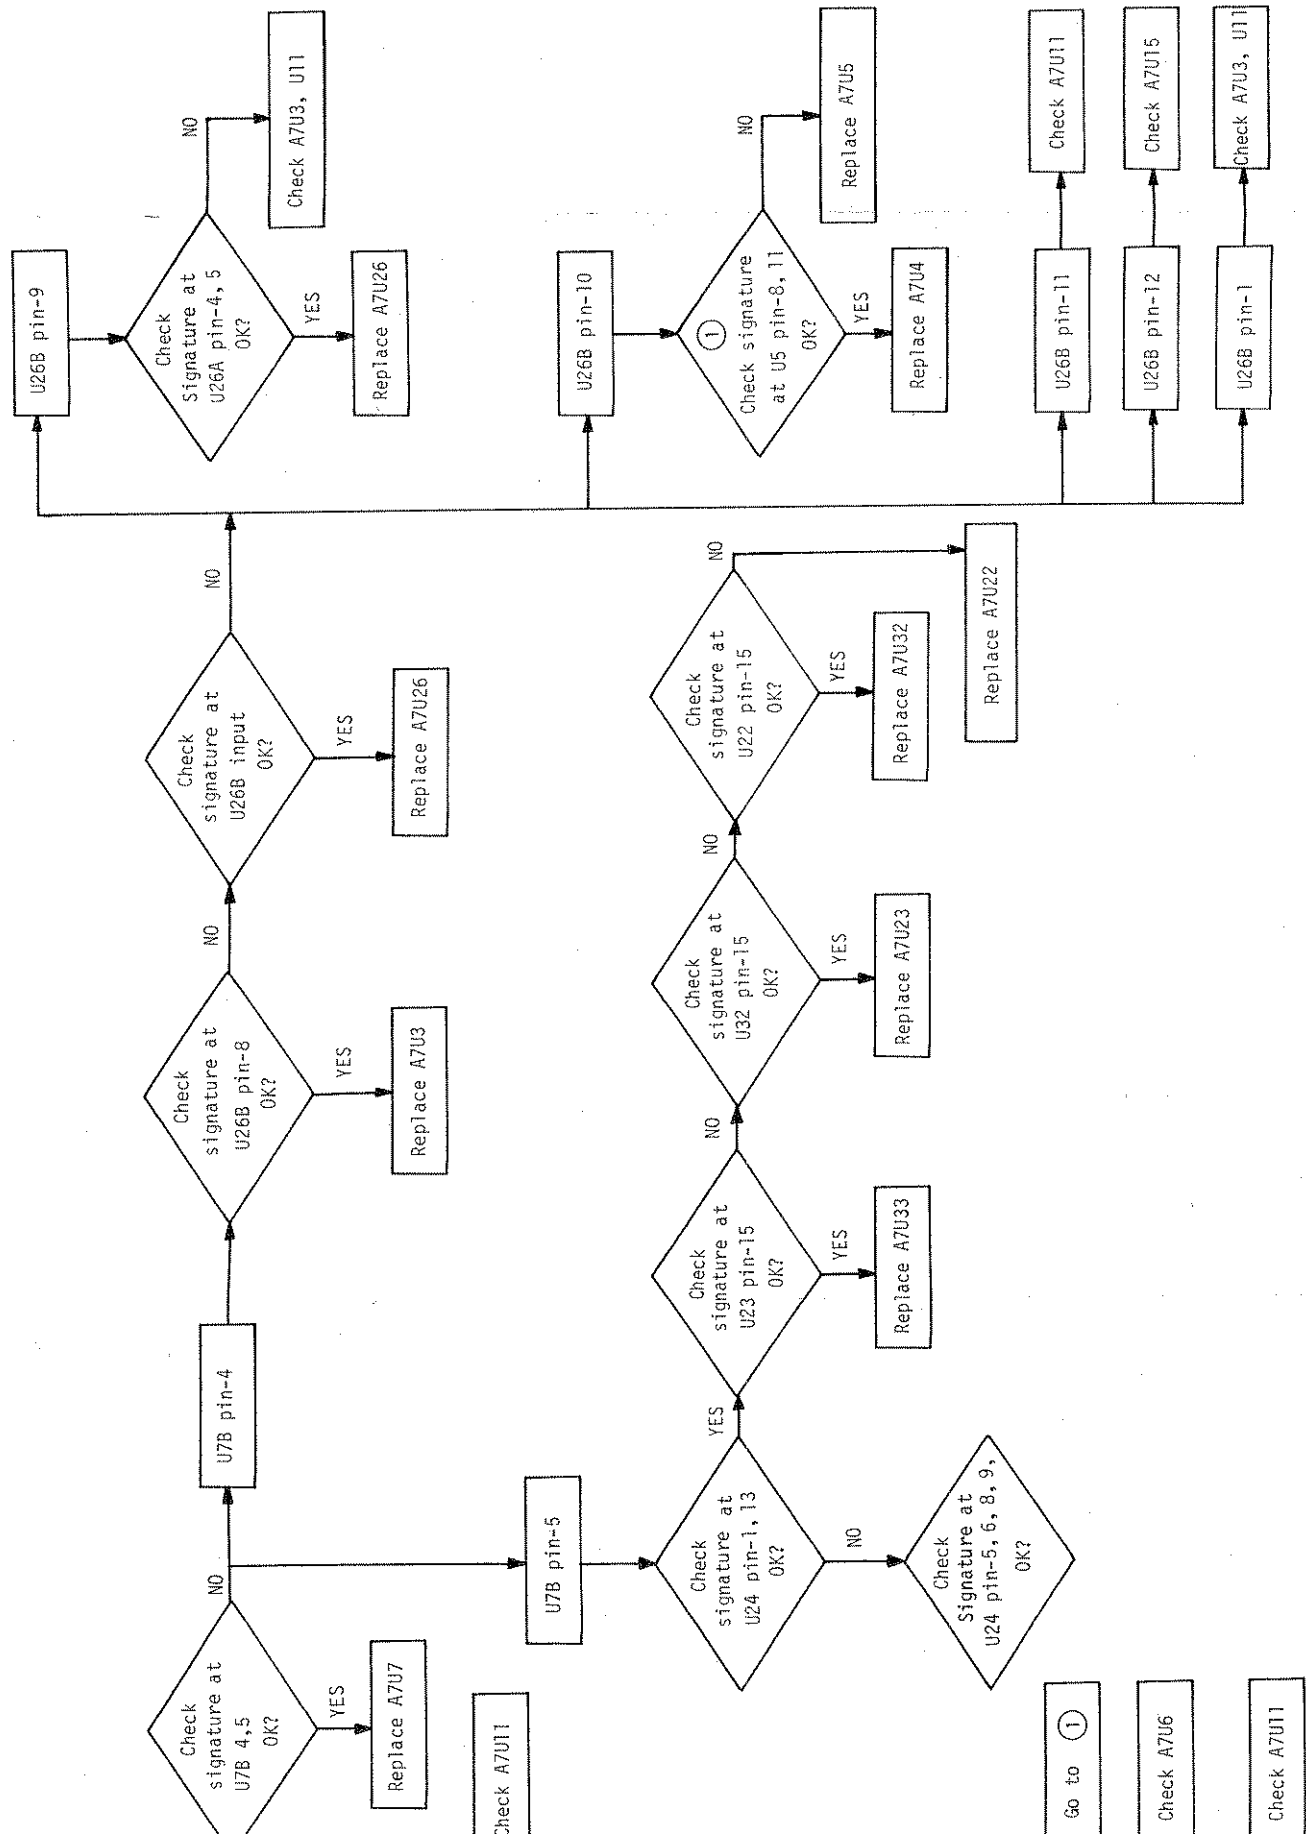 Check
signature at
U7B 4,5
OK?
NO
YES
Replace A7U7
U7B pin-4
Check
signature at
U26B pin-8
OK?
NO
YES
Replace A7U3
Check
signature at
U26B input
OK?
NO
YES
Replace A7U26
U26B pin-9
Check
Signature at
U26A pin-4,5
OK?
NO
Check A7U3, U11
YES
Replace A7U26
U26B pin-10
1
Check signature
at U5 pin-8,11
OK?
NO
Replace A7U5
YES
Replace A7U4
U26B pin-11
Check A7U11
U26B pin-12
Check A7U15
U26B pin-1
Check A7U3, U11
U7B pin-5
Check
signature at
U24 pin-1,13
OK?
YES
NO
Check
Signature at
U24 pin-5,6,8,9,
OK?
Check
signature at
U23 pin-15
OK?
NO
YES
Replace A7U33
Check
signature at
U32 pin-15
OK?
NO
YES
Replace A7U23
Check
signature at
U22 pin-15
OK?
NO
YES
Replace A7U32
Replace A7U22
Check A7U11
Go to 1
Check A7U6
Check A7U11